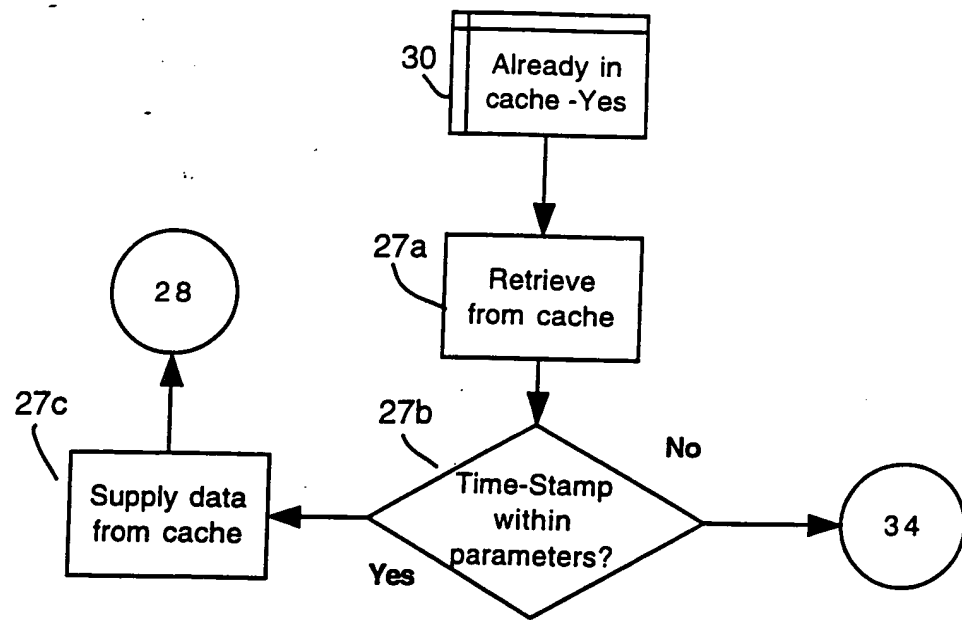 30
Already in
cache -Yes
27a
Retrieve
from cache
28
27c
27b
No
Supply data
from cache
Time-Stamp
within
parameters?
34
Yes